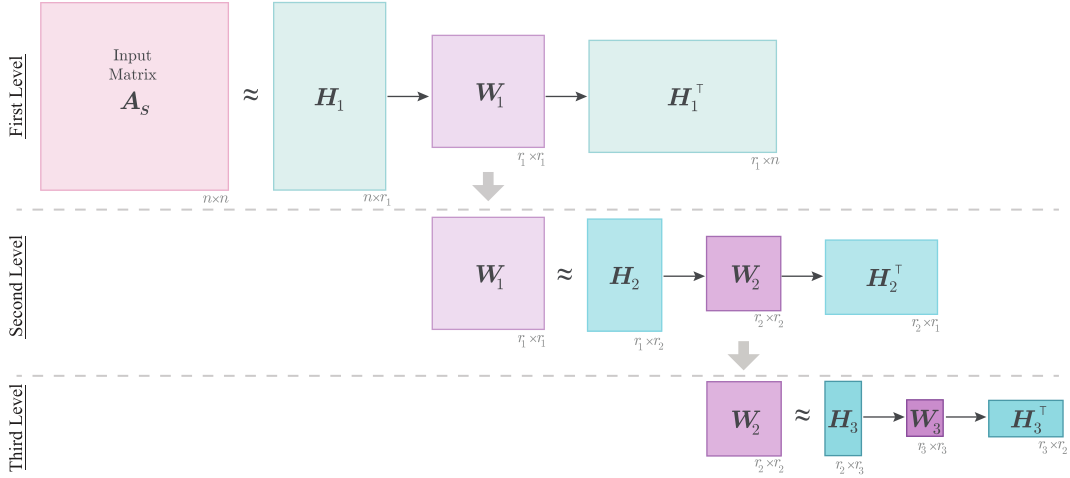 First Level
Input
Matrix
A_S
n×n
≈
H_1
n×r_1
W_1
r_1×r_1
H_1^⊤
r_1×n
Second Level
W_1
r_1×r_1
≈
H_2
r_1×r_2
W_2
r_2×r_2
H_2^⊤
r_2×r_1
Third Level
W_2
r_2×r_2
≈
H_3
r_2×r_3
W_3
r_3×r_3
H_3^⊤
r_3×r_2